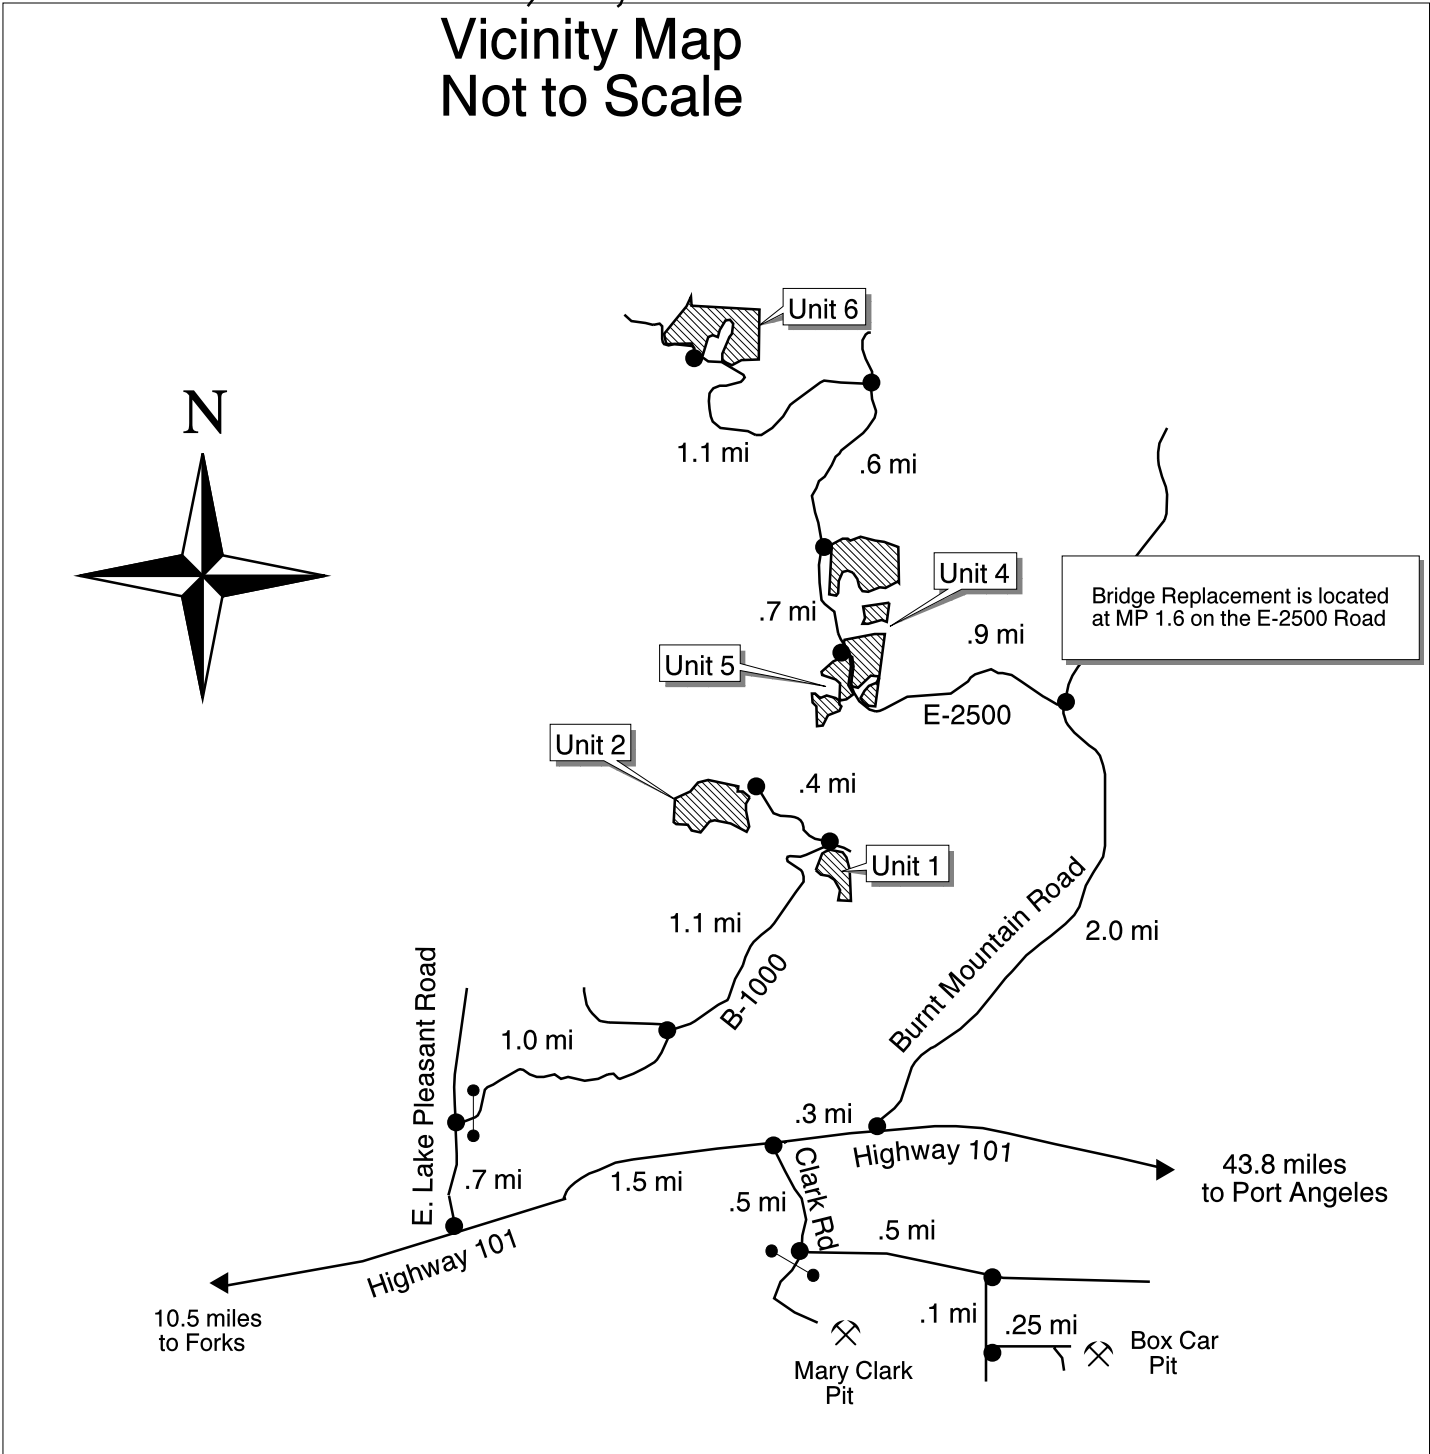 Vicinity Map
Not to Scale
Unit 6
N
1.1 mi
.6 mi
Unit 4
Bridge Replacement is located
at MP 1.6 on the E-2500 Road
.7 mi
.9 mi
Unit 5
E-2500
Unit 2
.4 mi
Unit 1
1.1 mi
Burnt Mountain Road
2.0 mi
B-1000
E. Lake Pleasant Road
1.0 mi
.3 mi
Highway 101
43.8 miles
to Port Angeles
.7 mi
1.5 mi
.5 mi
Clark Rd
.5 mi
Highway 101
10.5 miles
to Forks
.1 mi
.25 mi
Box Car
Pit
Mary Clark
Pit